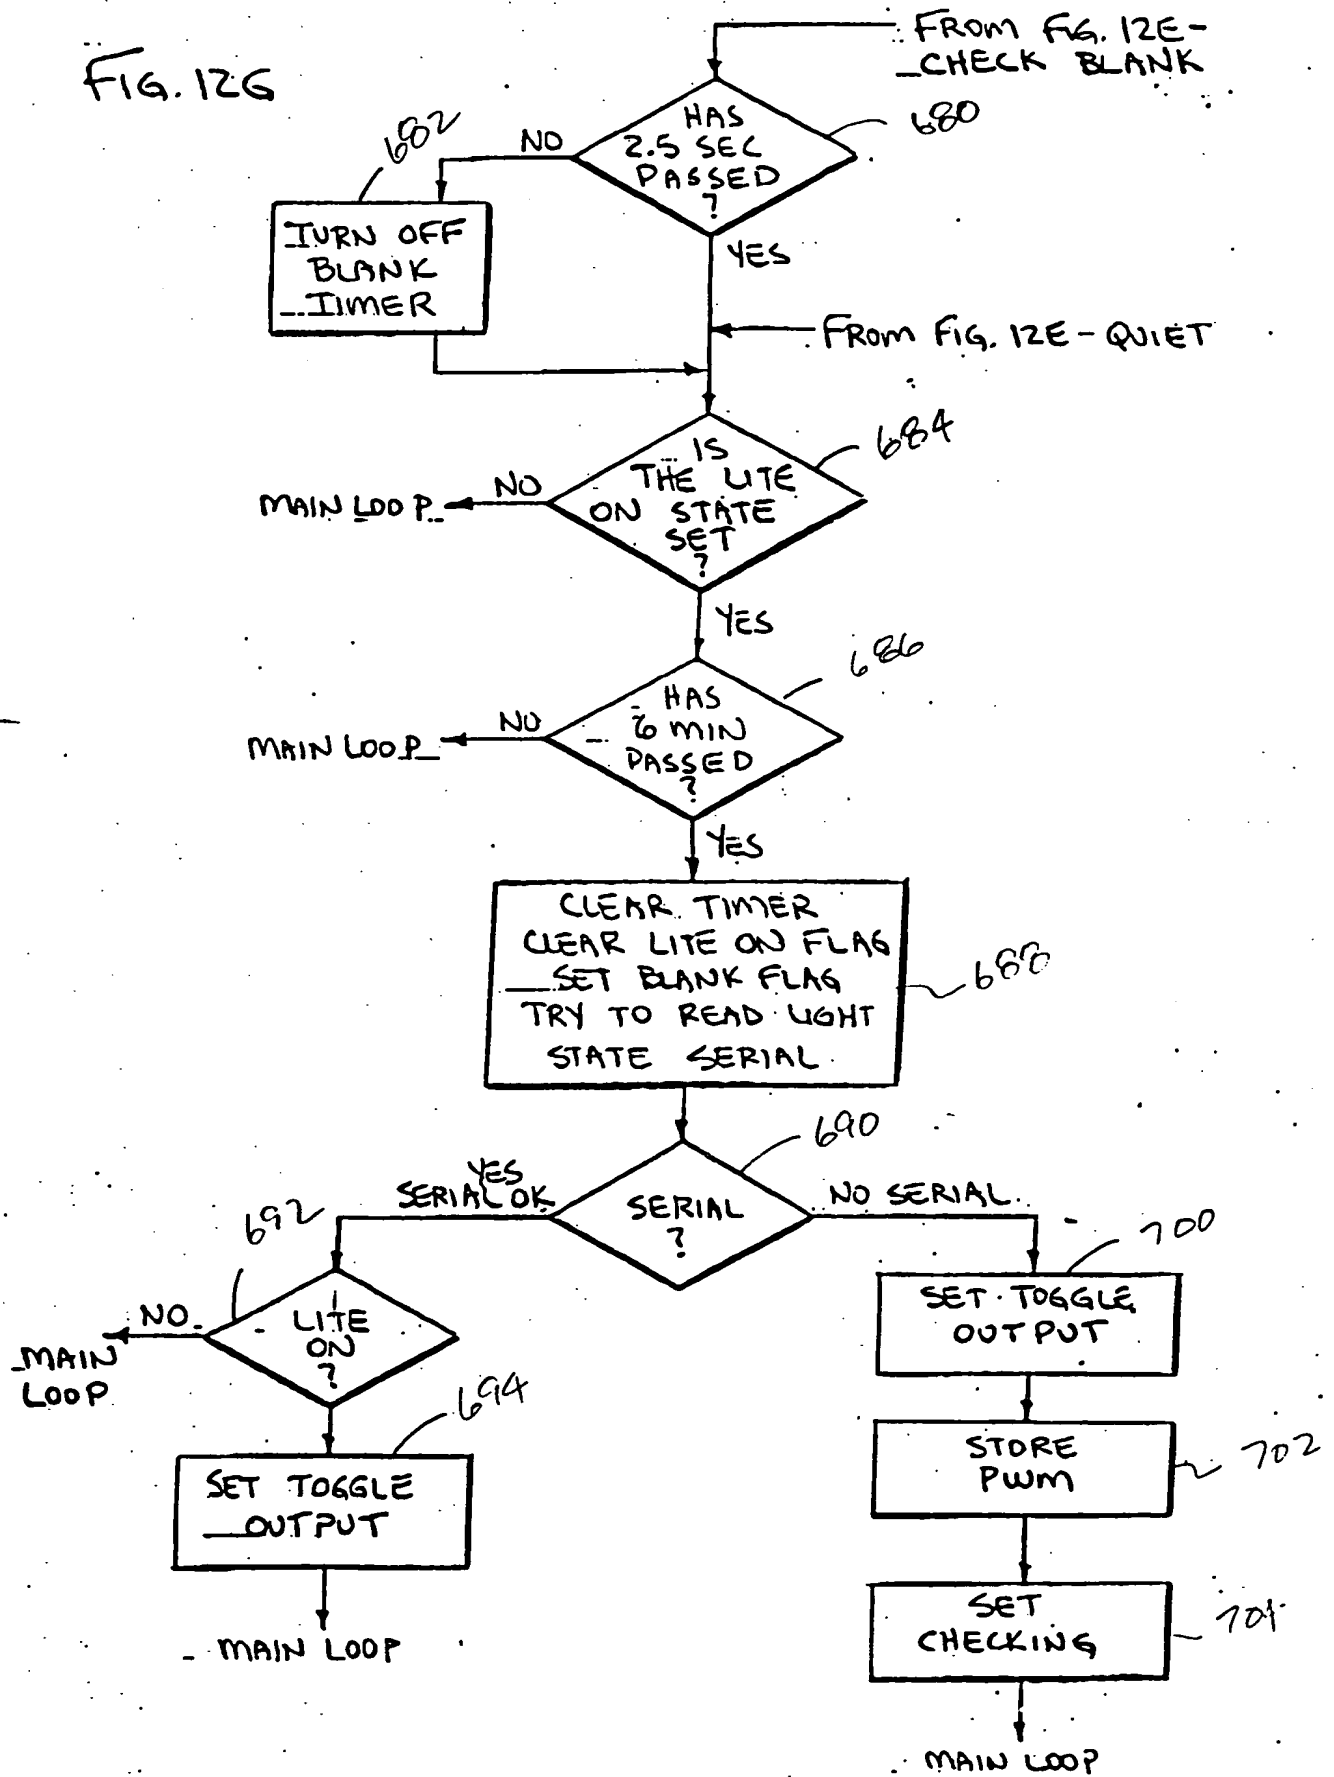 FROM FIG. 12E-
CHECK BLANK
FIG. 12G
HAS
2.5 SEC
PASSED
?
680
NO
682
TURN OFF
BLANK
TIMER
YES
FROM FIG. 12E - QUIET
IS
THE LITE
ON STATE
SET
?
684
NO
MAIN LOOP
YES
HAS
6 MIN
PASSED
?
686
NO
MAIN LOOP
YES
CLEAR TIMER
CLEAR LITE ON FLAG
SET BLANK FLAG
TRY TO READ LIGHT
STATE SERIAL
688
SERIAL
?
690
YES
SERIAL OK
NO SERIAL
692
LITE
ON
?
NO
MAIN
LOOP
694
SET TOGGLE
OUTPUT
MAIN LOOP
700
SET TOGGLE
OUTPUT
STORE
PWM
702
SET
CHECKING
MAIN LOOP